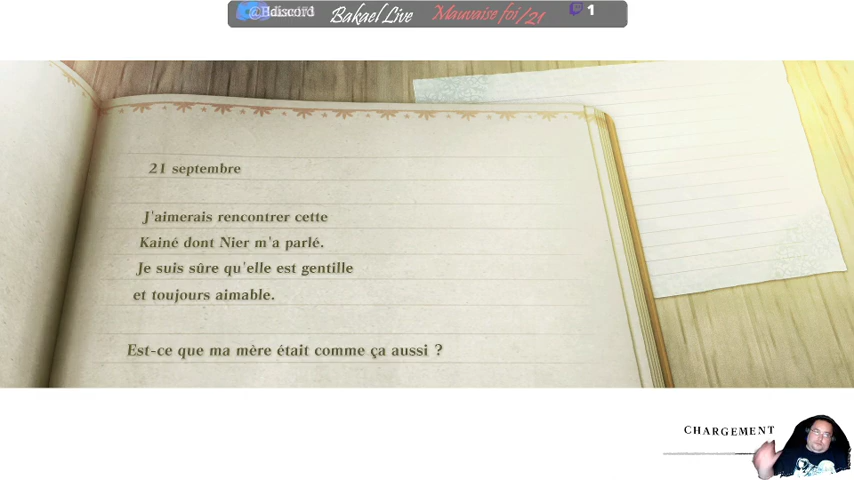 Bakael Live Mauvaise foi/21 1
21 septembre
J'aimerais rencontrer cette
Kainé dont Nier m'a parlé.
Je suis sûre qu'elle est gentille
et toujours aimable.
Est-ce que ma mère était comme ça aussi ?
CHARGEMENT